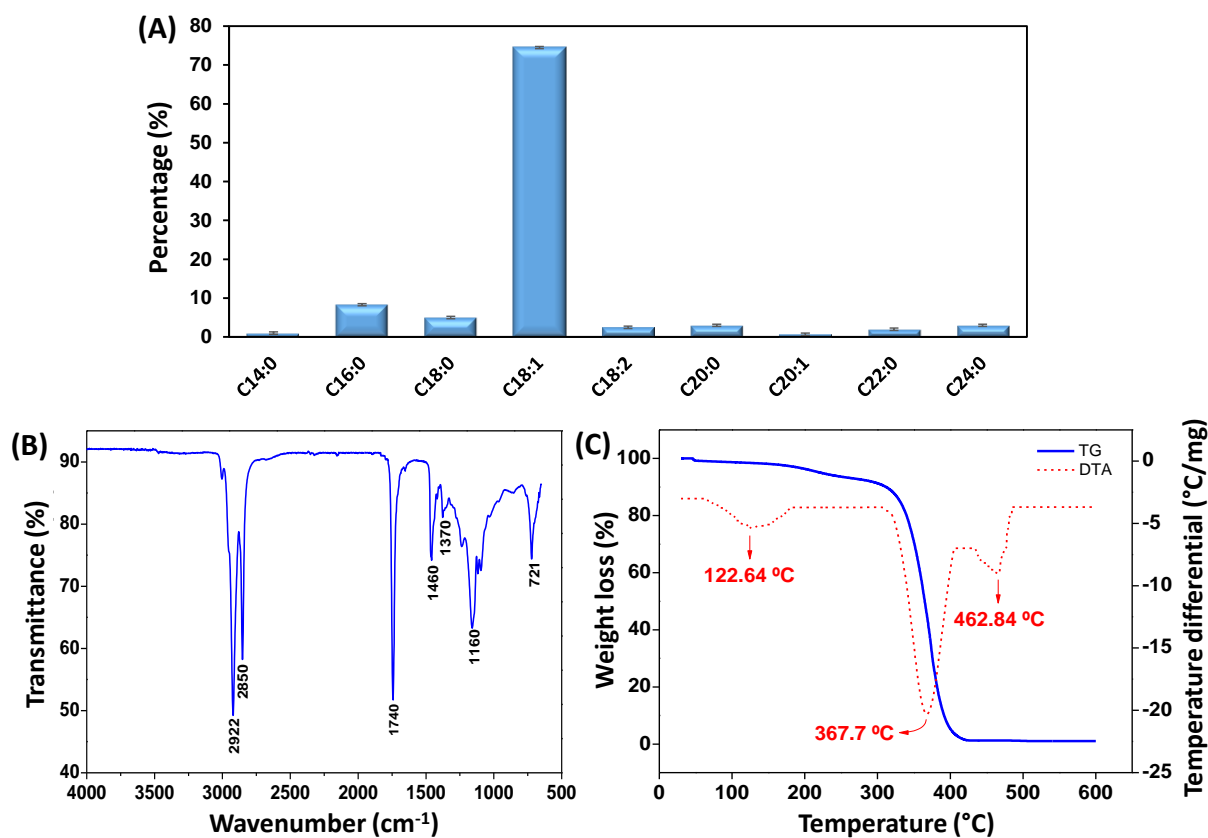 (A)
Percentage (%)
80
70
60
50
40
30
20
10
0
C14:0
C16:0
C18:0
C18:1
C18:2
C20:0
C20:1
C22:0
C24:0
(B)
Transmittance (%)
90
80
70
60
50
40
2922
2850
1740
1460
1370
1160
721
4000 3500 3000 2500 2000 1500 1000 500
Wavenumber (cm⁻¹)
(C)
Weight loss (%)
100
80
60
40
20
0
TG
DTA
122.64 ºC
462.84 ºC
367.7 ºC
0
-5
-10
-15
-20
-25
Temperature differential (°C/mg)
0 100 200 300 400 500 600
Temperature (°C)